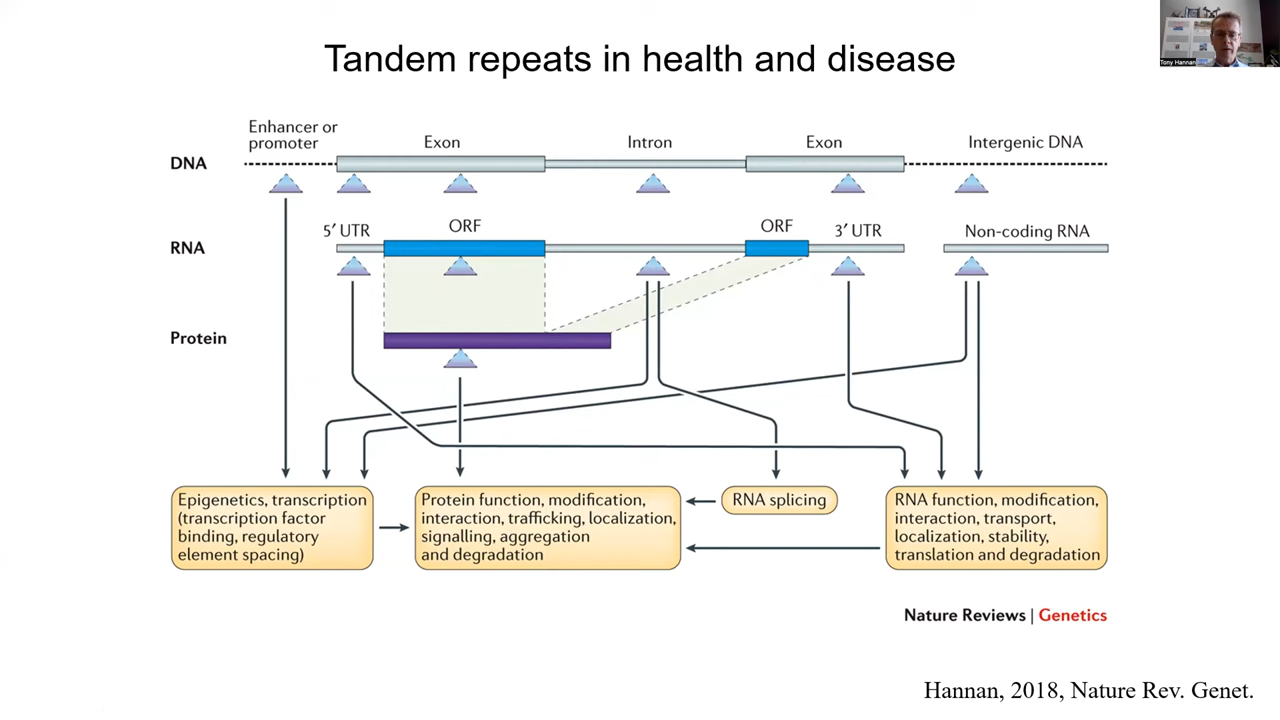 Tandem repeats in health and disease
Tony Hannan
Enhancer or
promoter
Exon
Intron
Exon
Intergenic DNA
DNA
5′ UTR
ORF
ORF
3′ UTR
Non-coding RNA
RNA
Protein
Epigenetics, transcription
(transcription factor
binding, regulatory
element spacing)
Protein function, modification,
interaction, trafficking, localization,
signalling, aggregation
and degradation
RNA splicing
RNA function, modification,
interaction, transport,
localization, stability,
translation and degradation
Nature Reviews | Genetics
Hannan, 2018, Nature Rev. Genet.